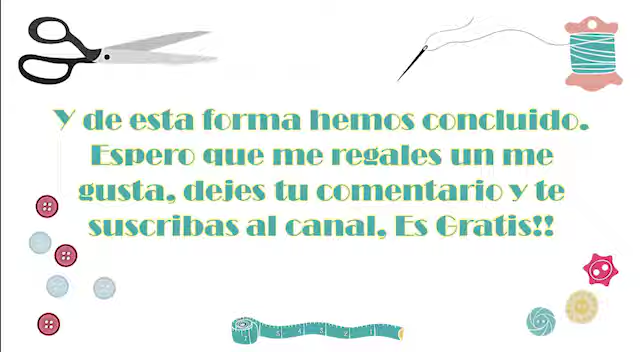 Y de esta forma hemos concluido.
Espero que me regales un me
gusta, dejes tu comentario y te
suscribas al canal, Es Gratis!!